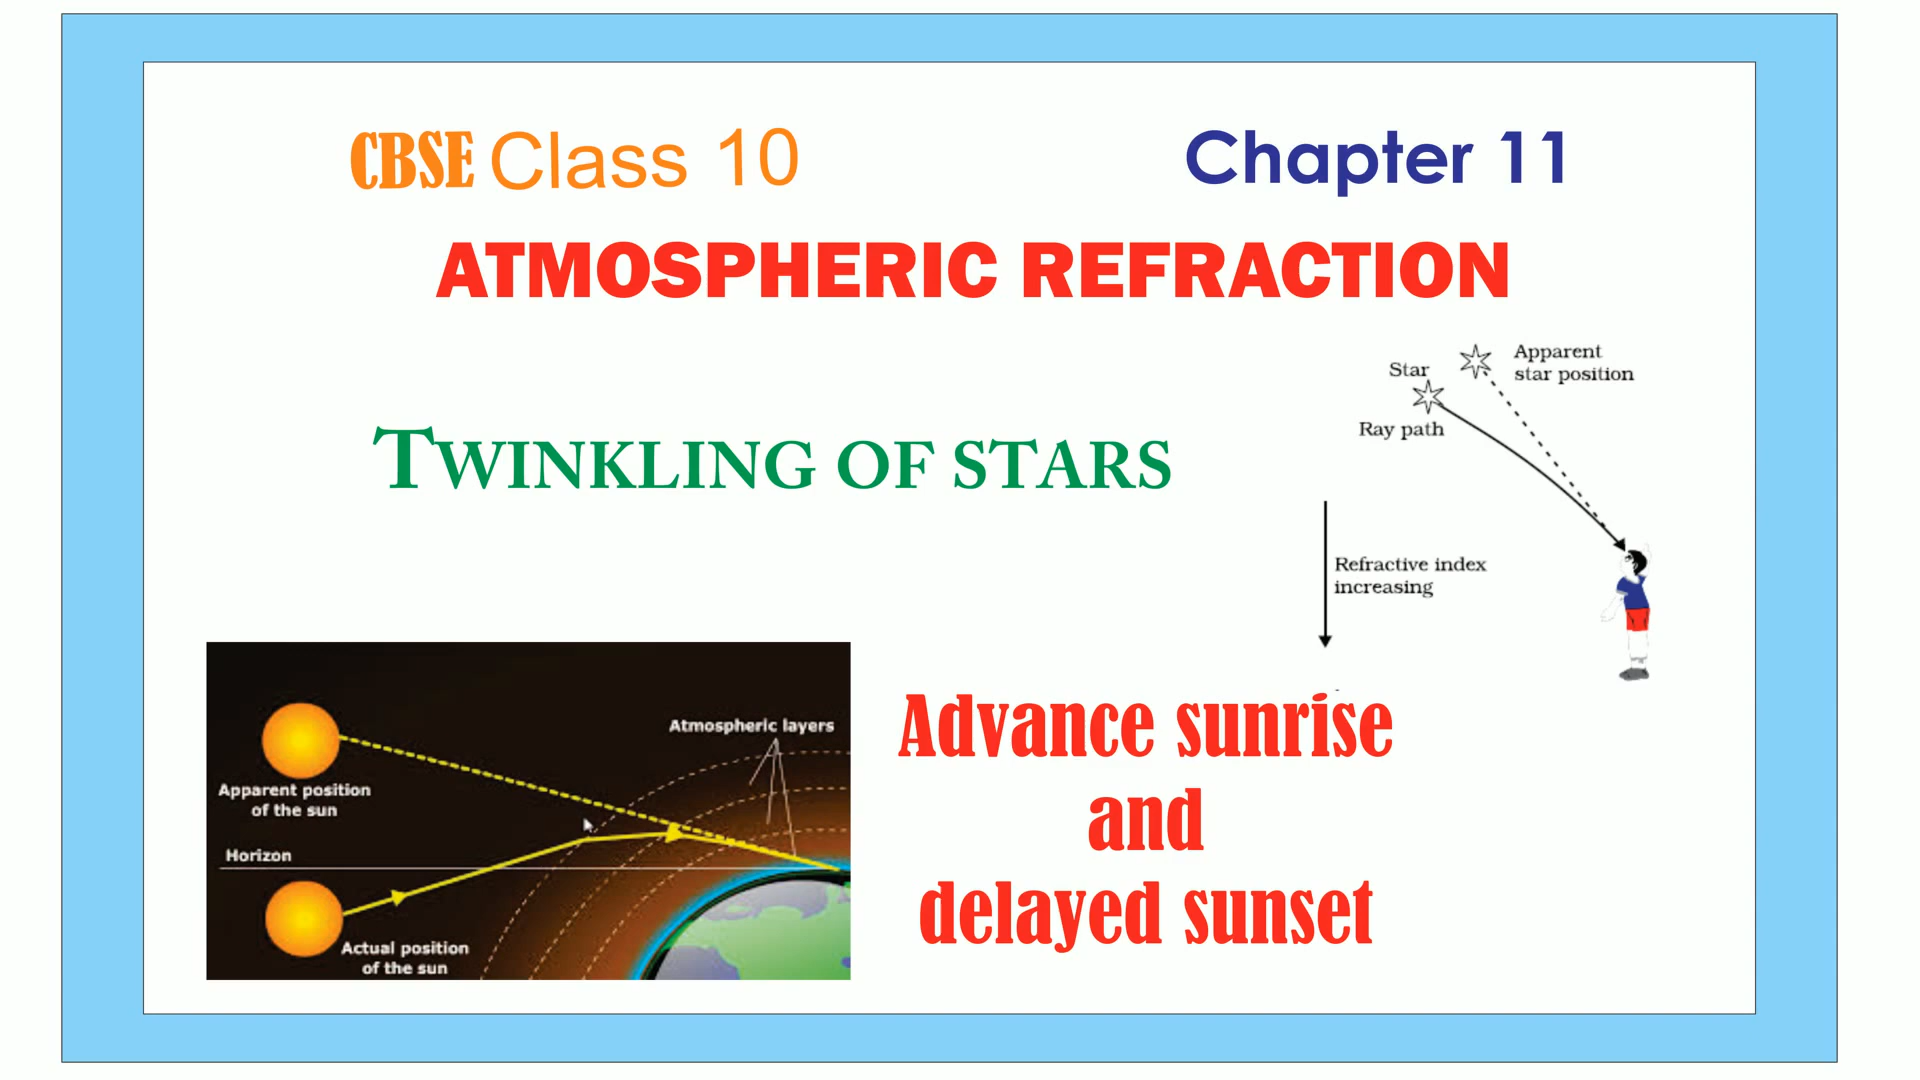 CBSE Class 10
Chapter 11
ATMOSPHERIC REFRACTION
TWINKLING OF STARS
Star
Apparent
star position
Ray path
Refractive index
increasing
Atmospheric layers
Apparent position
of the sun
Horizon
Actual position
of the sun
Advance sunrise
and
delayed sunset